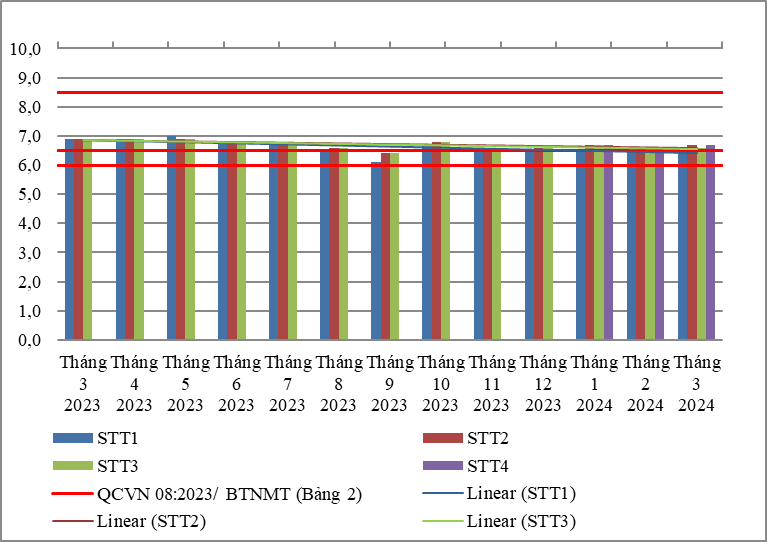 10,0
9,0
8,0
7,0
6,0
5,0
4,0
3,0
2,0
1,0
0,0
Tháng Tháng Tháng Tháng Tháng Tháng Tháng Tháng Tháng Tháng Tháng Tháng Tháng
3 4 5 6 7 8 9 10 11 12 1 2 3
2023 2023 2023 2023 2023 2023 2023 2023 2023 2023 2024 2024 2024
STT1 STT2
STT3 STT4
QCVN 08:2023/ BTNMT (Bảng 2) Linear (STT1)
Linear (STT2) Linear (STT3)